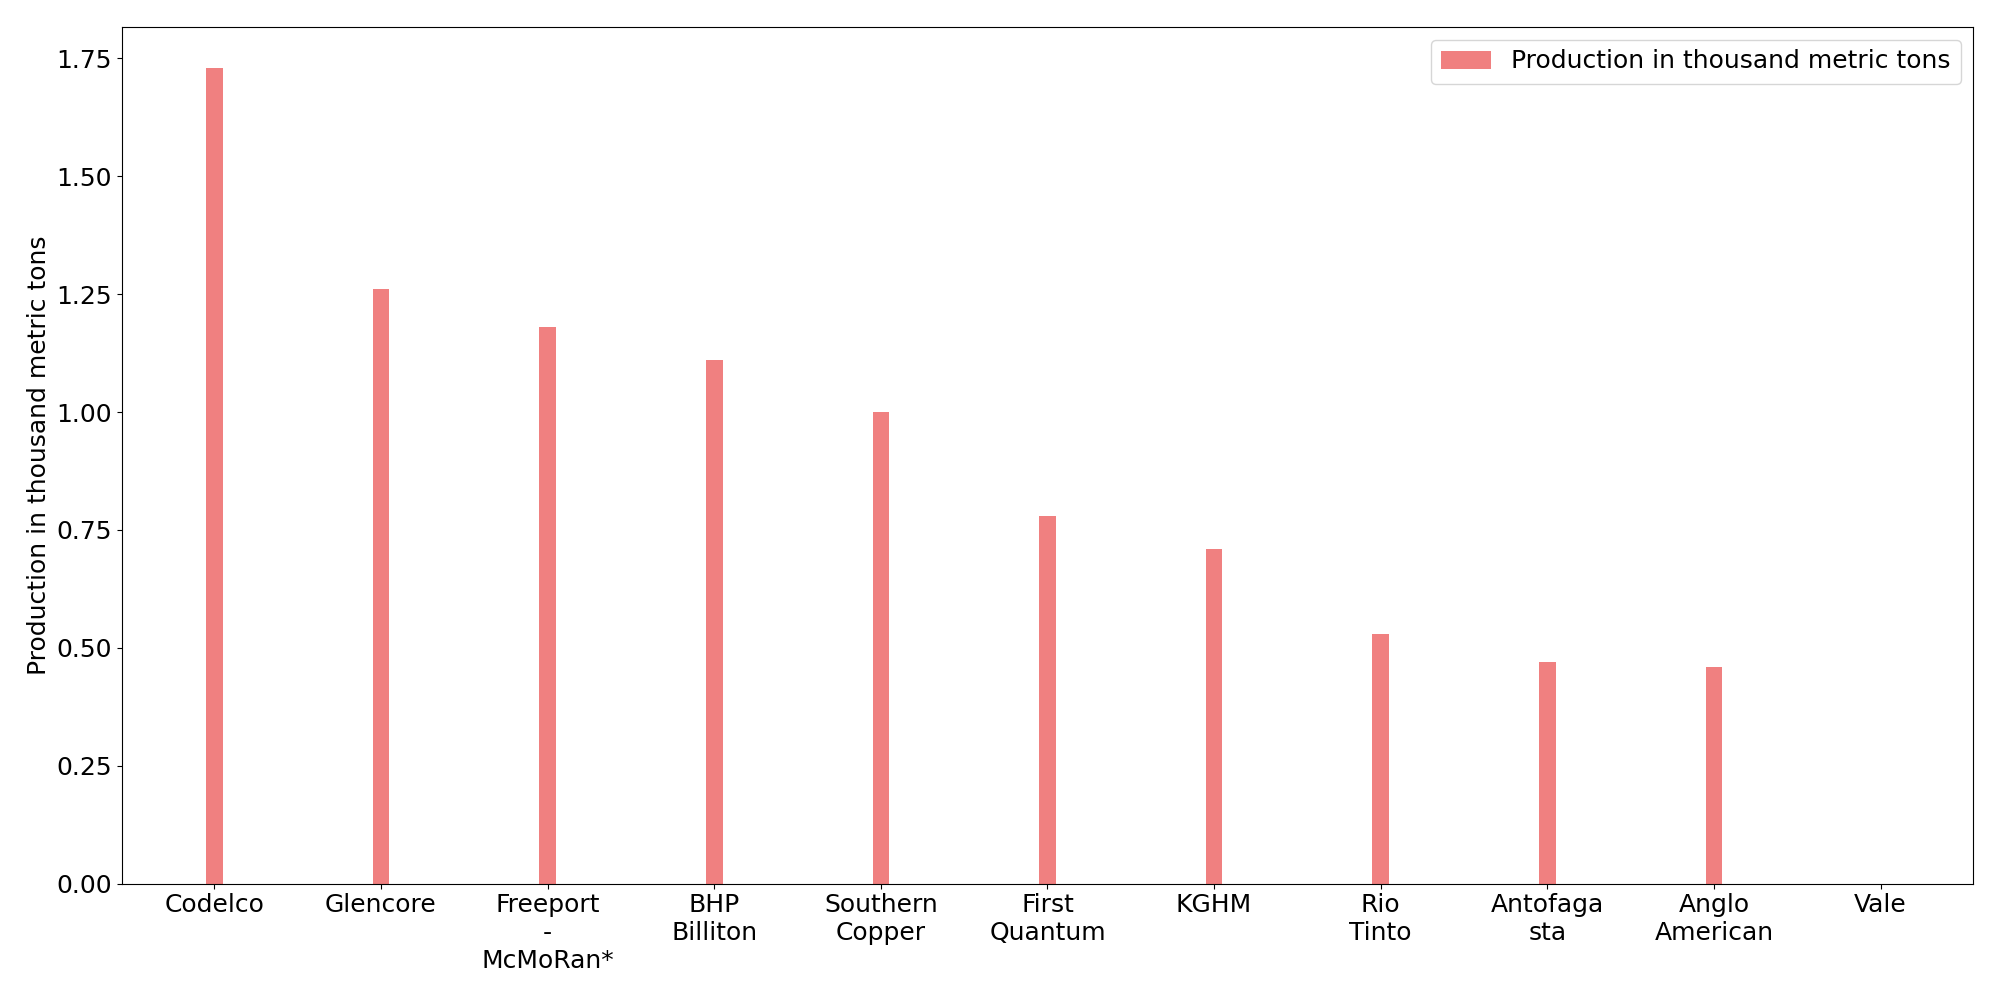 Production in thousand metric tons
Production in thousand metric tons
1.75
1.50
1.25
1.00
0.75
0.50
0.25
0.00
Codelco
Glencore
Freeport
-
McMoRan*
BHP
Billiton
Southern
Copper
First
Quantum
KGHM
Rio
Tinto
Antofaga
sta
Anglo
American
Vale